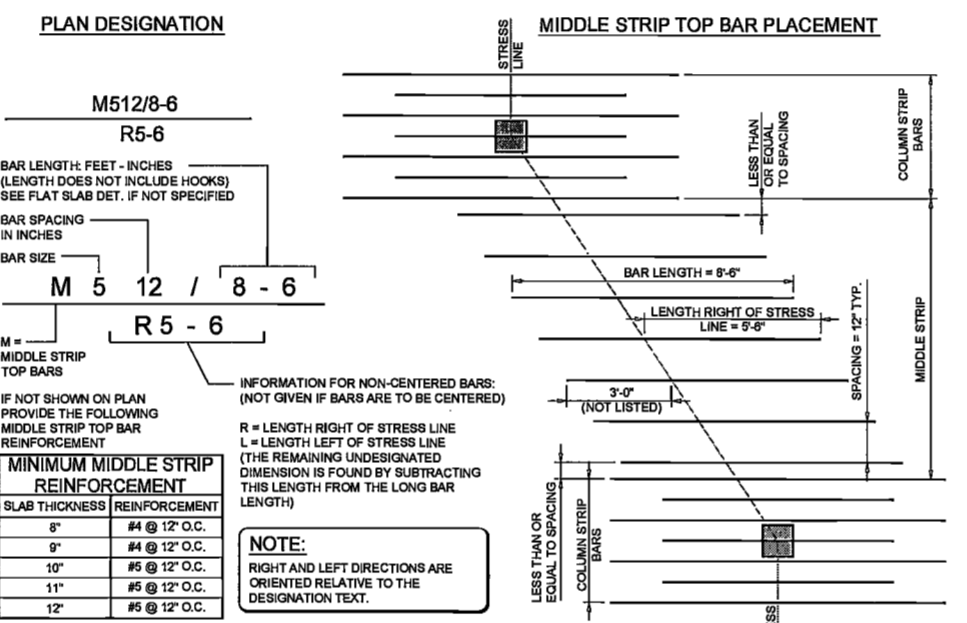 PLAN DESIGNATION
M512/8-6
R5-6
BAR LENGTH: FEET - INCHES
(LENGTH DOES NOT INCLUDE HOOKS)
SEE FLAT SLAB DET. IF NOT SPECIFIED
BAR SPACING
IN INCHES
BAR SIZE
M 5 12 / 8 - 6
R 5 - 6
M =
MIDDLE STRIP
TOP BARS
IF NOT SHOWN ON PLAN
PROVIDE THE FOLLOWING
MIDDLE STRIP TOP BAR
REINFORCEMENT
INFORMATION FOR NON-CENTERED BARS:
(NOT GIVEN IF BARS ARE TO BE CENTERED)
R = LENGTH RIGHT OF STRESS LINE
L = LENGTH LEFT OF STRESS LINE
(THE REMAINING UNDESIGNATED
DIMENSION IS FOUND BY SUBTRACTING
THIS LENGTH FROM THE LONG BAR
LENGTH)
MINIMUM MIDDLE STRIP
REINFORCEMENT
SLAB THICKNESS REINFORCEMENT
8" #4 @ 12" O.C.
9" #4 @ 12" O.C.
10" #5 @ 12" O.C.
11" #5 @ 12" O.C.
12" #5 @ 12" O.C.
NOTE:
RIGHT AND LEFT DIRECTIONS ARE
ORIENTED RELATIVE TO THE
DESIGNATION TEXT.
MIDDLE STRIP TOP BAR PLACEMENT
STRESS
LINE
LESS THAN
OR EQUAL
TO SPACING
COLUMN STRIP
BARS
BAR LENGTH = 8'-6"
LENGTH RIGHT OF STRESS
LINE = 5'-6"
SPACING = 12" TYP.
MIDDLE STRIP
3'-0"
(NOT LISTED)
LESS THAN OR
EQUAL TO SPACING
COLUMN STRIP
BARS
SS